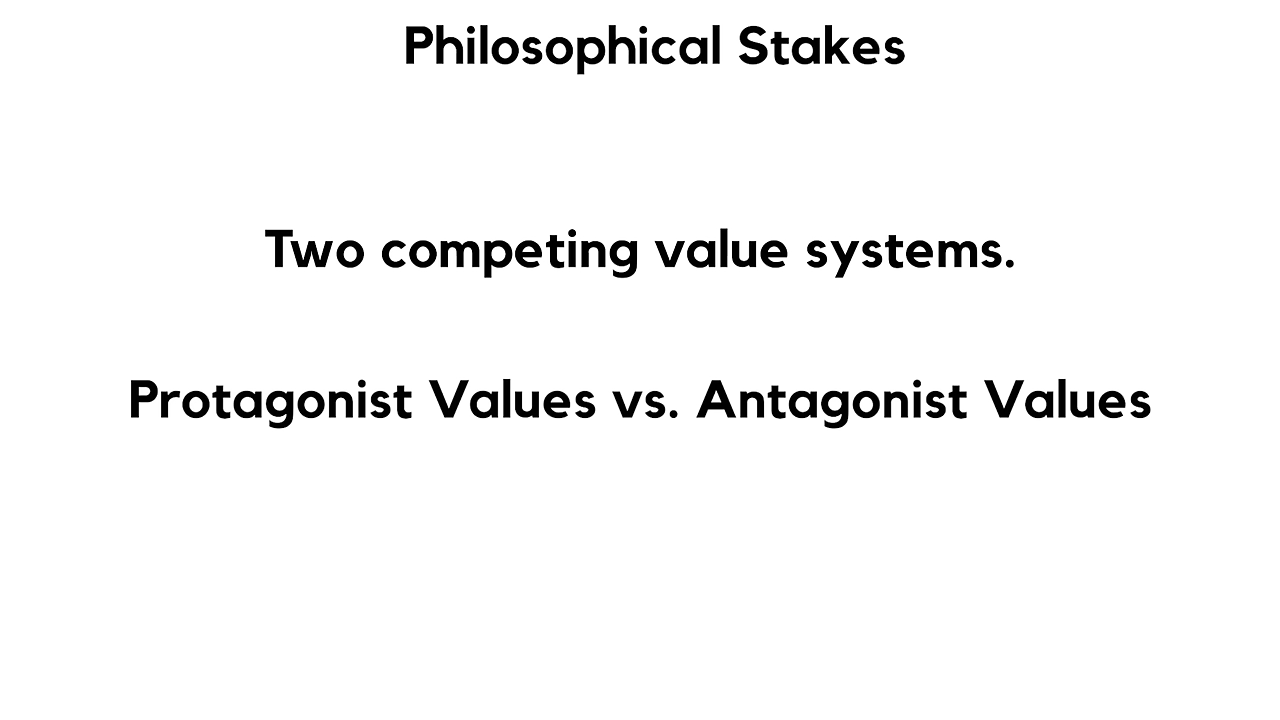 Philosophical Stakes
Two competing value systems.
Protagonist Values vs. Antagonist Values